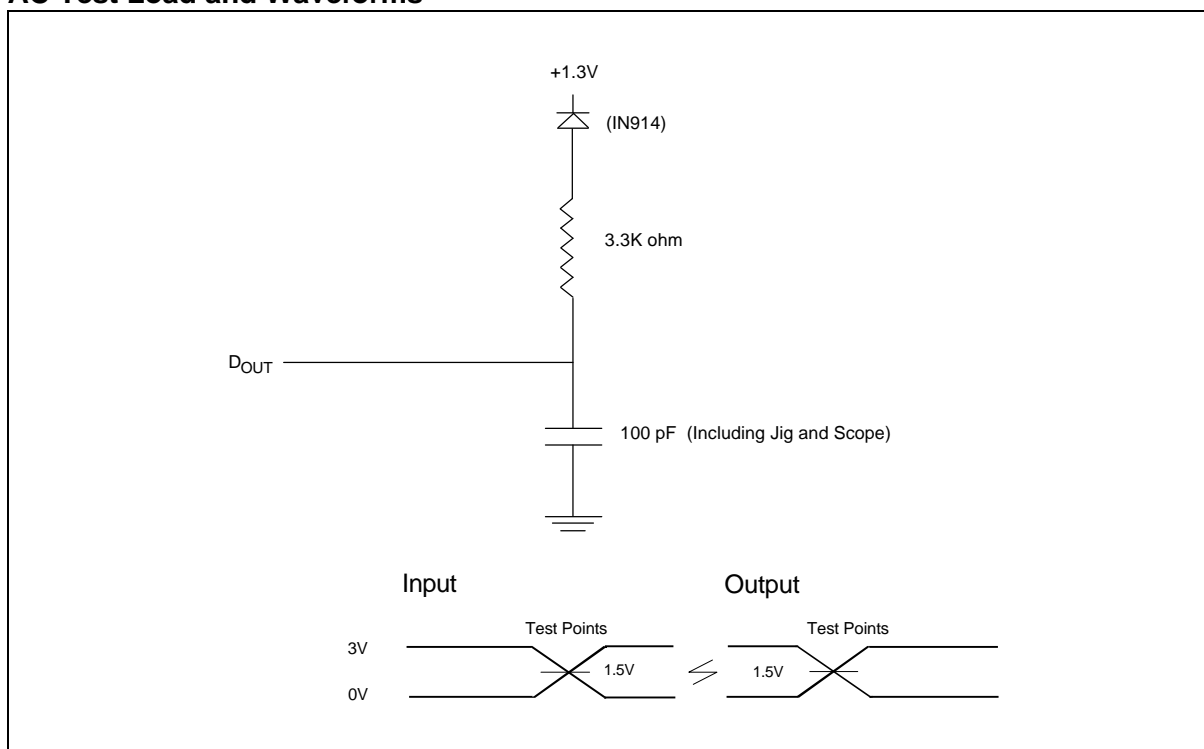 AC Test Load and Waveforms
+1.3V
(IN914)
3.3K ohm
DOUT
100 pF (Including Jig and Scope)
Input
Output
Test Points
Test Points
3V
1.5V
1.5V
0V